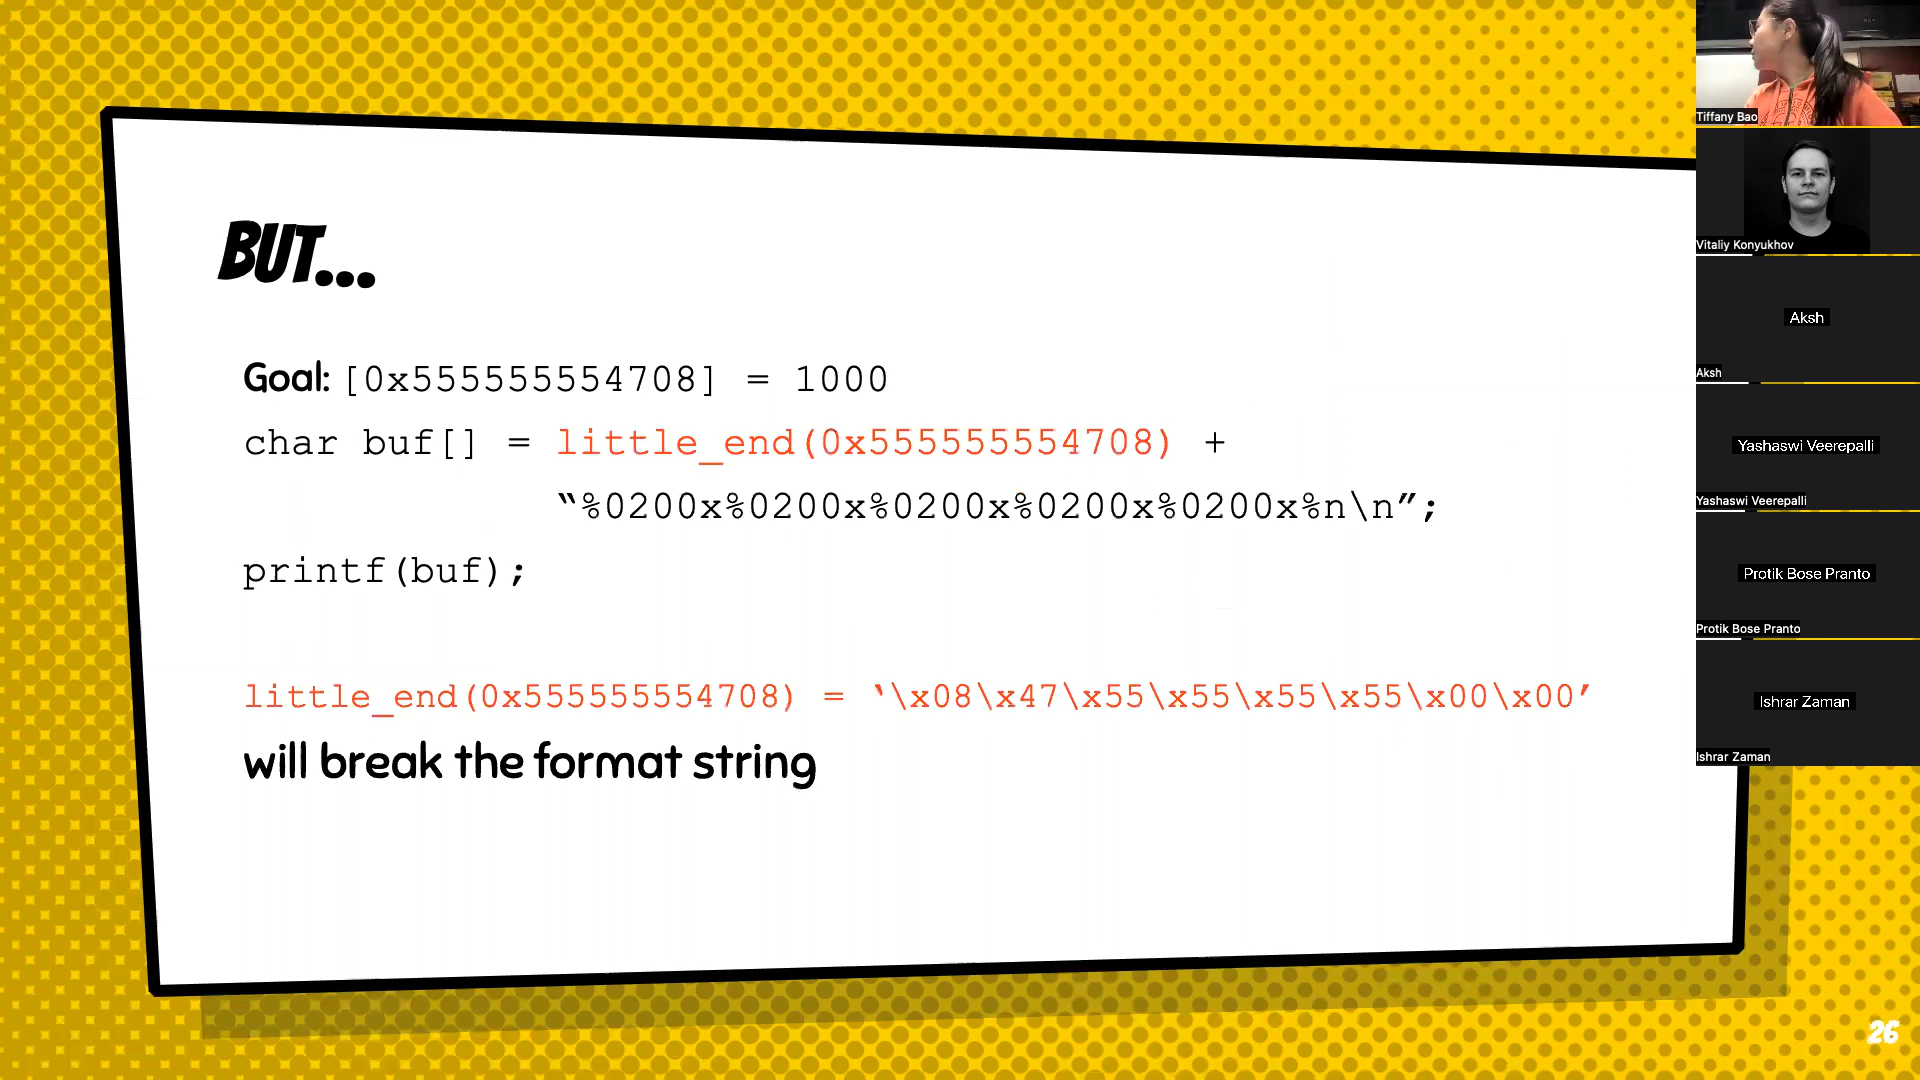 BUT...
Goal: [0x555555554708] = 1000
char buf[] = little_end(0x555555554708) +
“%0200x%0200x%0200x%0200x%0200x%n\n”;
printf(buf);
little_end(0x555555554708) = ‘\x08\x47\x55\x55\x55\x55\x00\x00’
will break the format string
26
Tiffany Bao
Vitaliy Konyukhov
Aksh
Aksh
Yashaswi Veerepalli
Yashaswi Veerepalli
Protik Bose Pranto
Protik Bose Pranto
Ishrar Zaman
Ishrar Zaman